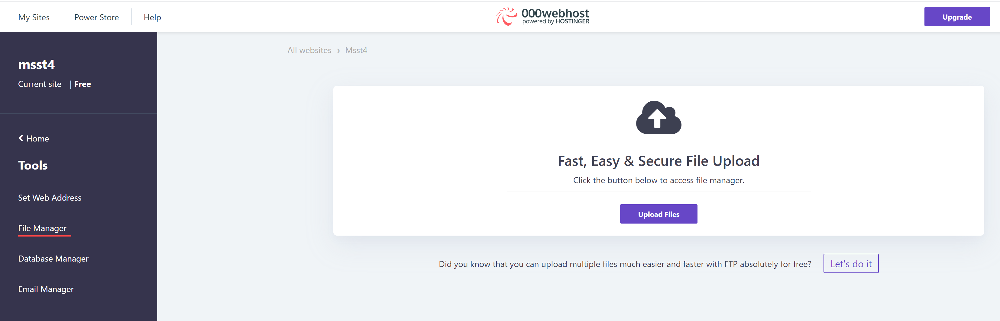 My Sites
Power Store
Help
000webhost
powered by HOSTINGER
Upgrade
msst4
Current site | Free
Home
Tools
Set Web Address
File Manager
Database Manager
Email Manager
All websites › Msst4
Fast, Easy & Secure File Upload
Click the button below to access file manager.
Upload Files
Did you know that you can upload multiple files much easier and faster with FTP absolutely for free?
Let's do it